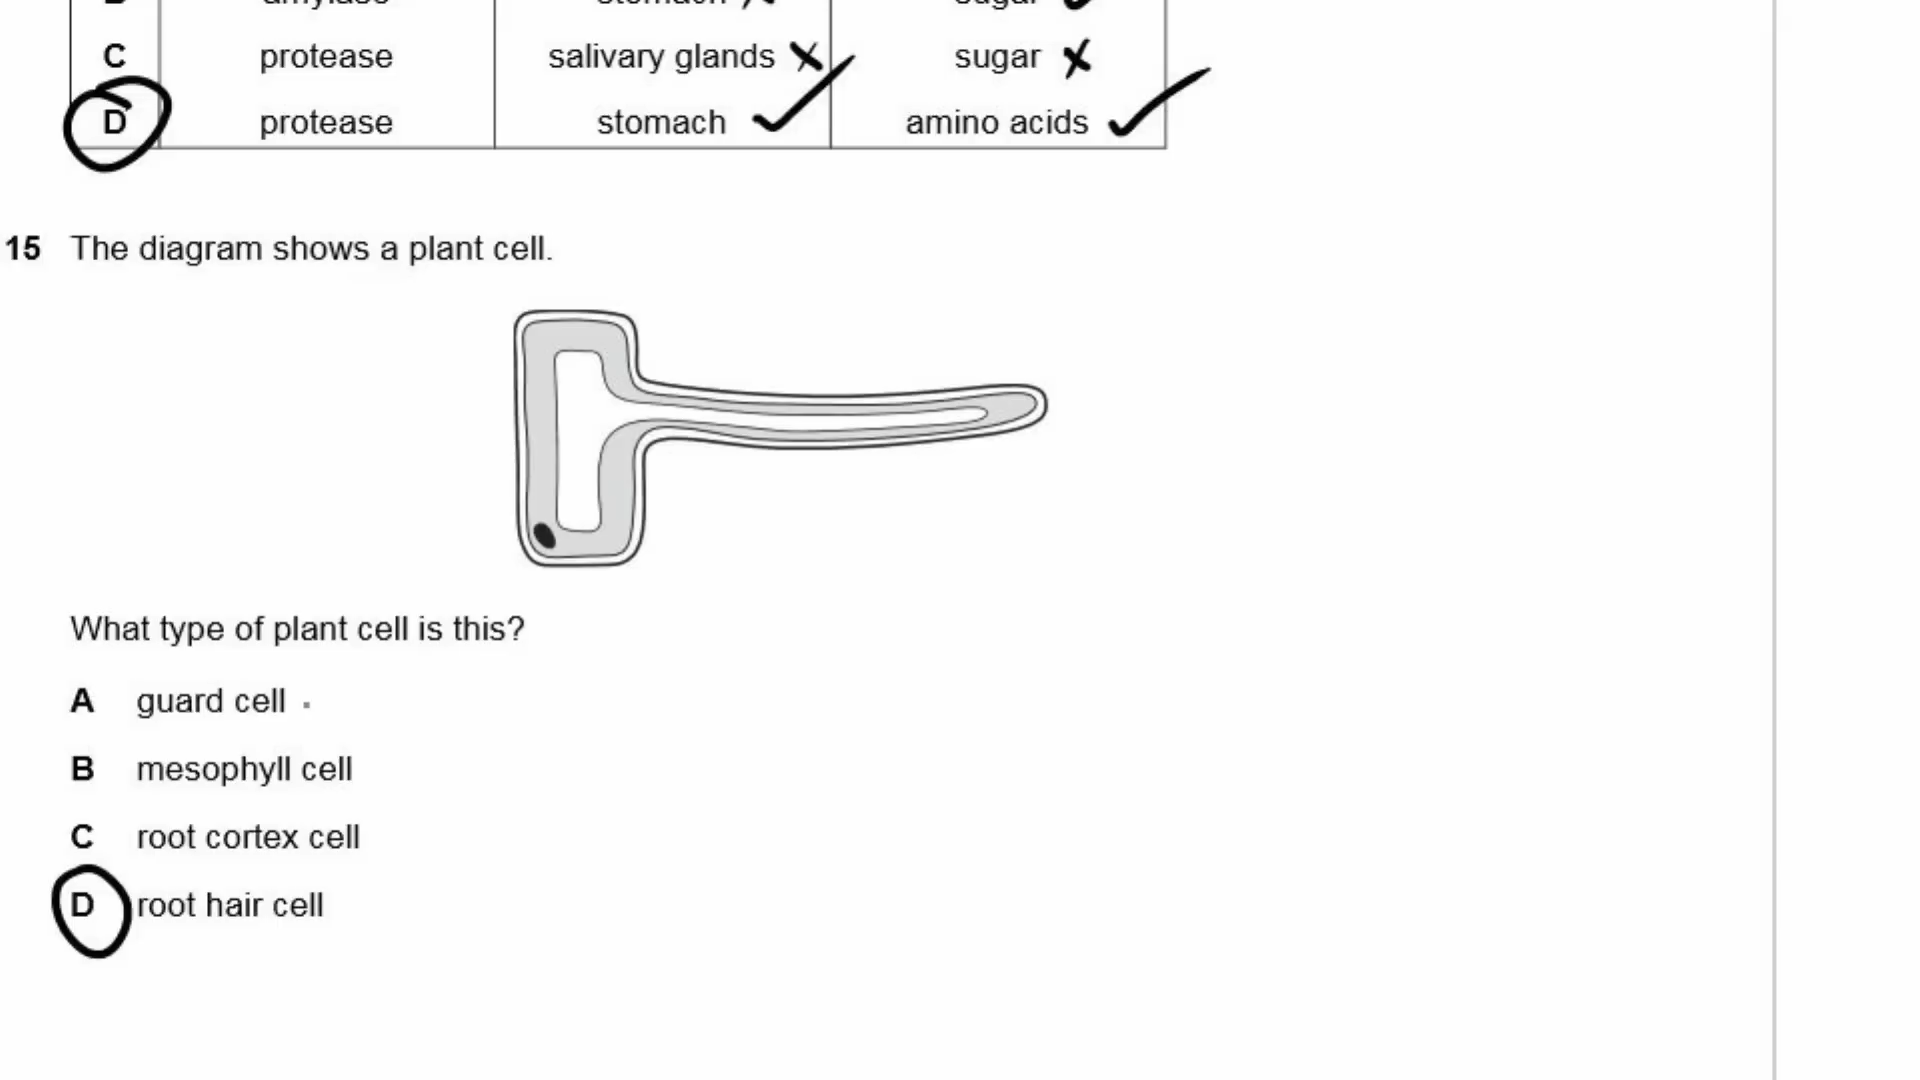 C protease salivary glands sugar
D protease stomach amino acids
15 The diagram shows a plant cell.
What type of plant cell is this?
A guard cell
B mesophyll cell
C root cortex cell
D root hair cell